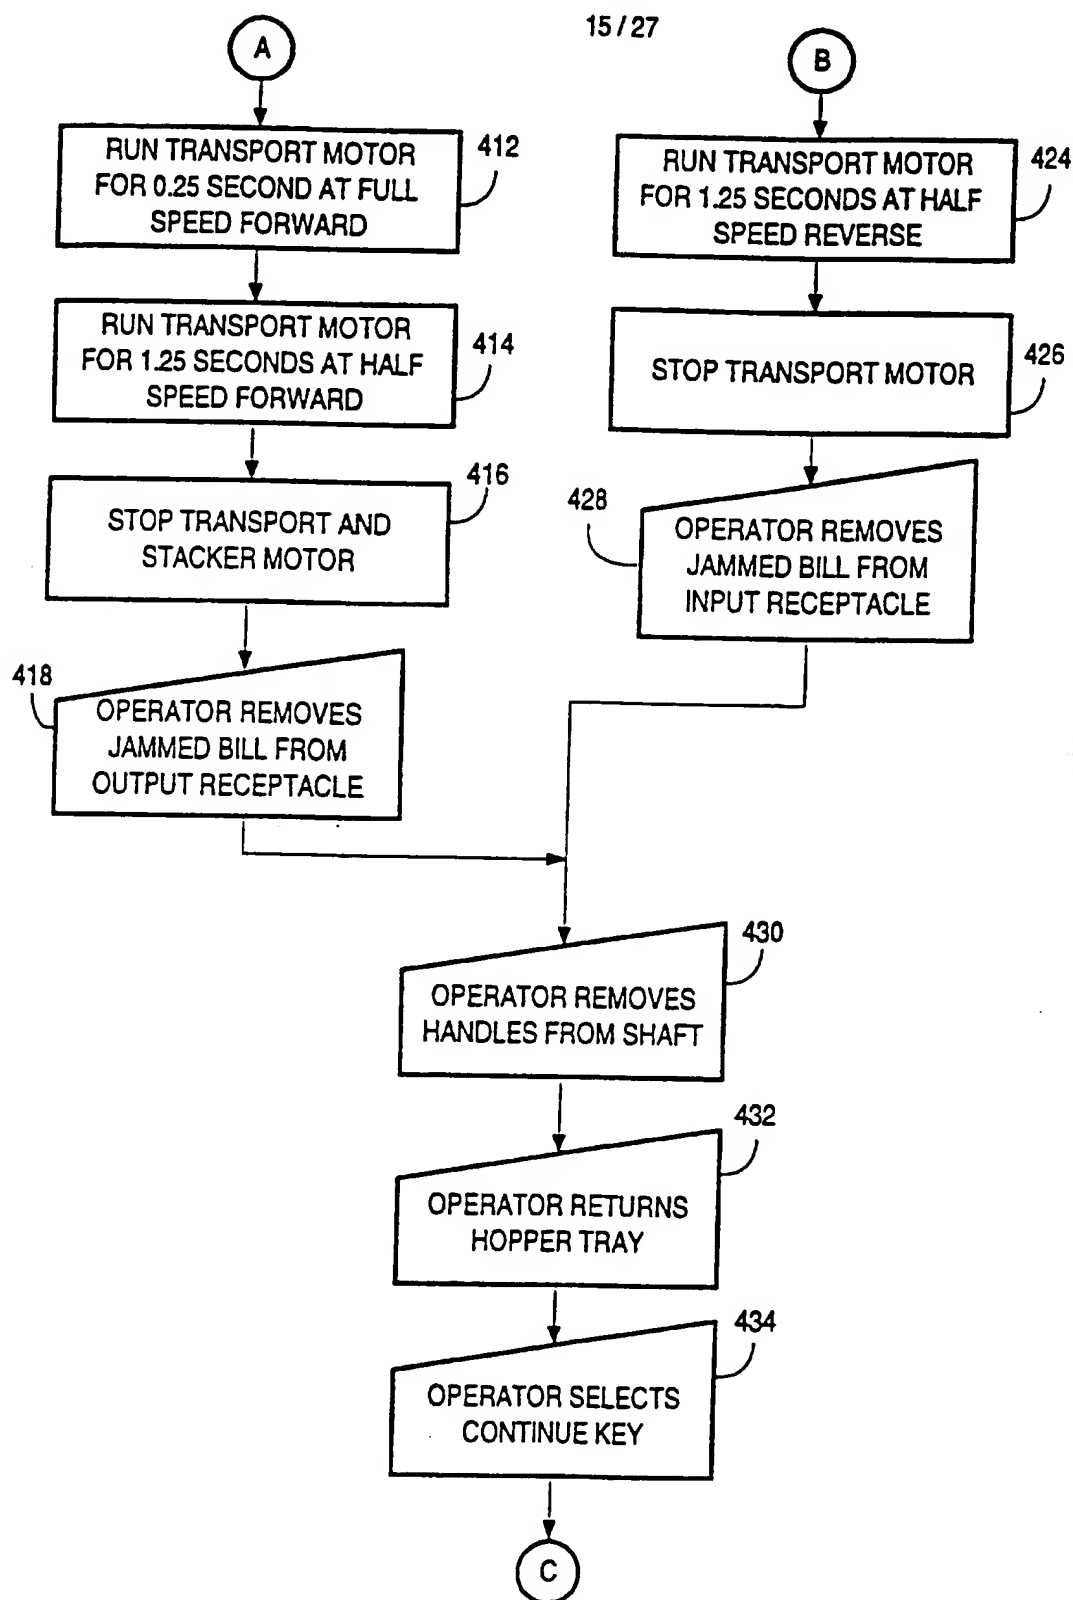 15/27
A
RUN TRANSPORT MOTOR
FOR 0.25 SECOND AT FULL
SPEED FORWARD
412
RUN TRANSPORT MOTOR
FOR 1.25 SECONDS AT HALF
SPEED FORWARD
414
STOP TRANSPORT AND
STACKER MOTOR
416
418
OPERATOR REMOVES
JAMMED BILL FROM
OUTPUT RECEPTACLE
B
RUN TRANSPORT MOTOR
FOR 1.25 SECONDS AT HALF
SPEED REVERSE
424
STOP TRANSPORT MOTOR
426
428
OPERATOR REMOVES
JAMMED BILL FROM
INPUT RECEPTACLE
430
OPERATOR REMOVES
HANDLES FROM SHAFT
432
OPERATOR RETURNS
HOPPER TRAY
434
OPERATOR SELECTS
CONTINUE KEY
C